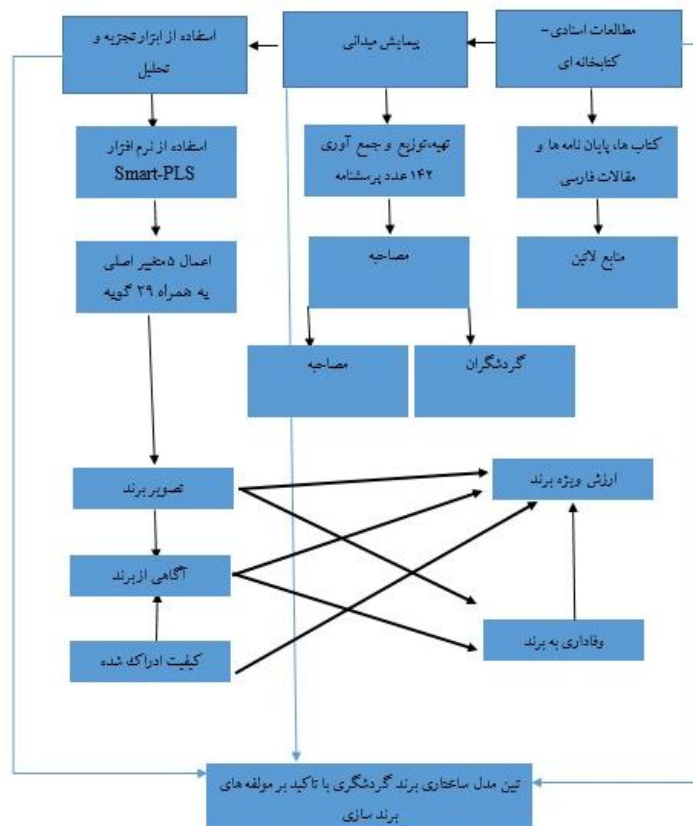 مطالعات اسنادی-
کتابخانه ای
پیمایش میدانی
استفاده از ابزار تجزیه و
تحلیل
کتاب ها، پایان نامه ها و
مقالات فارسی
تهیه،توزیع و جمع آوری
۱۴۲عدد پرسشنامه
استفاده از نرم افزار
Smart-PLS
منابع لاتین
مصاحبه
اعمال ۵متغیر اصلی
به همراه ۲۹ گویه
گردشگران
مصاحبه
ارزش ویژه برند
تصویر برند
آگاهی ازبرند
وفاداری به برند
کیفیت ادراک شده
تبین مدل ساختاری برند گردشگری با تاکید بر مولفه های
برند سازی